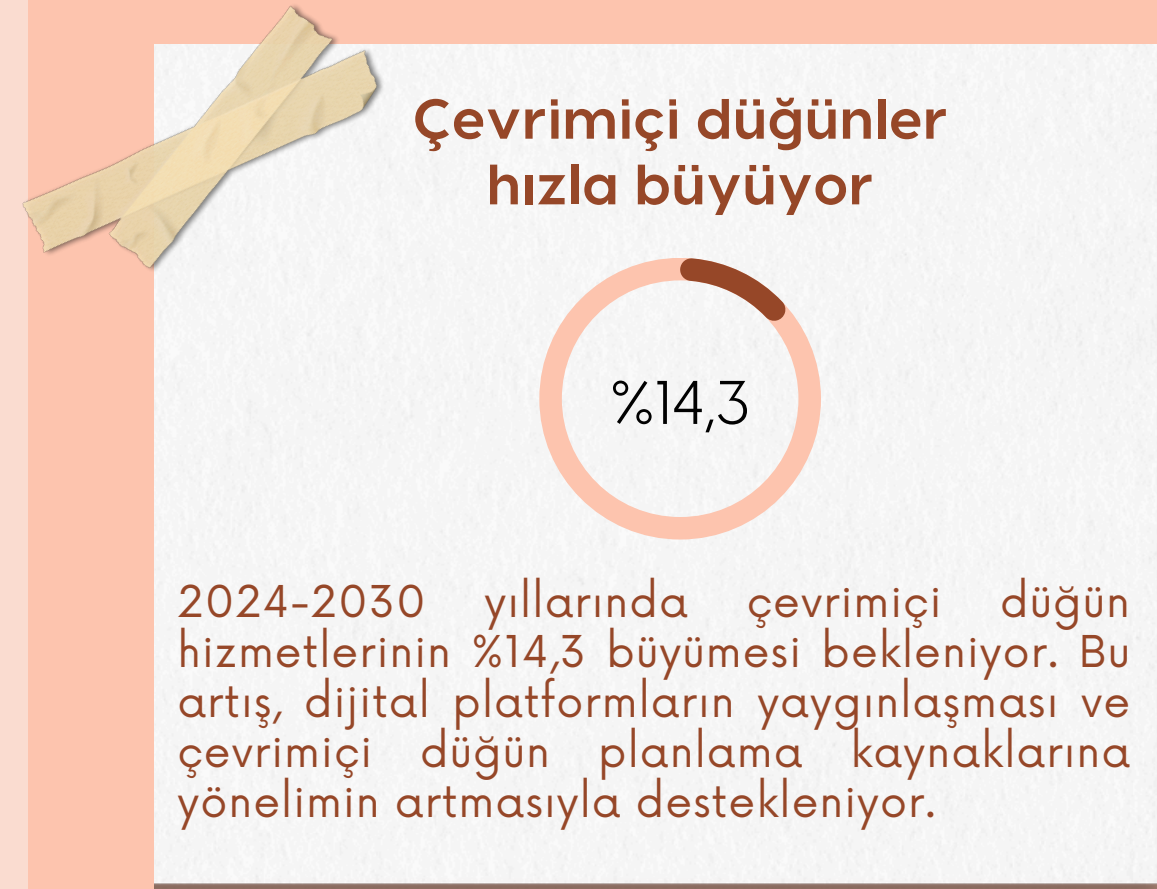 Çevrimiçi düğünler
hızla büyüyor
%14,3
2024-2030 yıllarında çevrimiçi düğün
hizmetlerinin %14,3 büyümesi bekleniyor. Bu
artış, dijital platformların yaygınlaşması ve
çevrimiçi düğün planlama kaynaklarına
yönelimin artmasıyla destekleniyor.